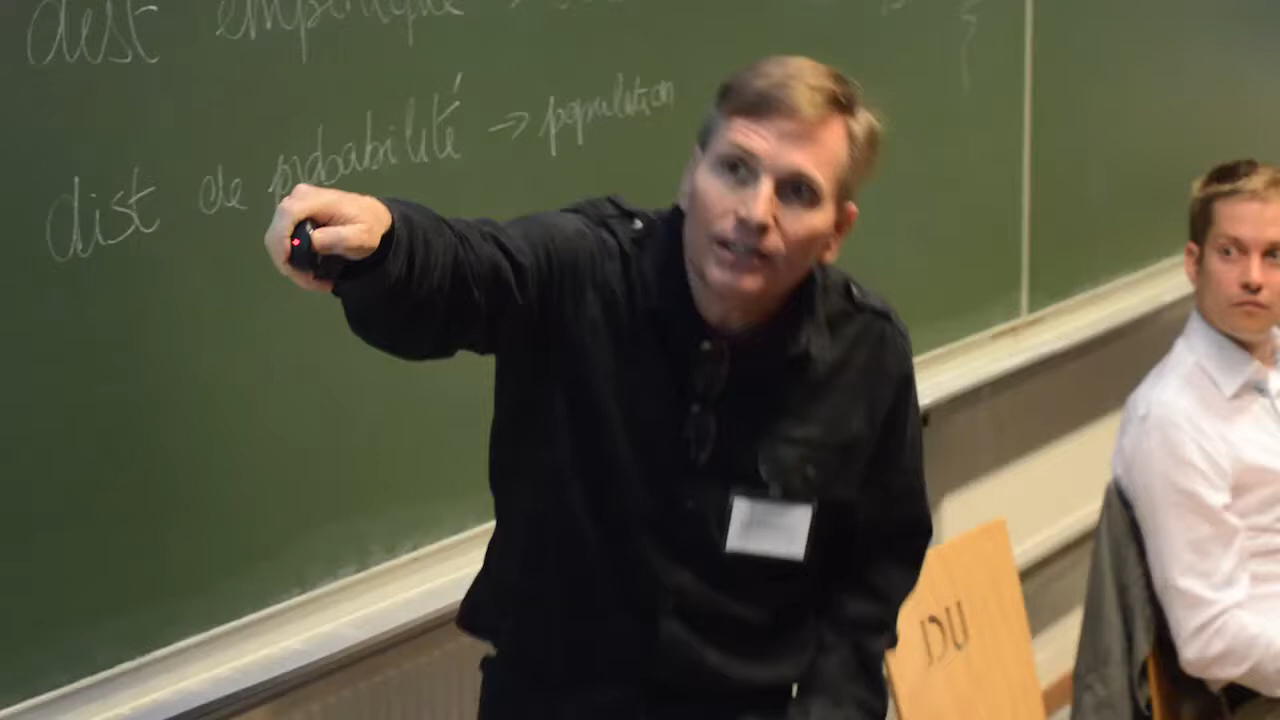 dist empirique →
dist de probabilité → population
DU